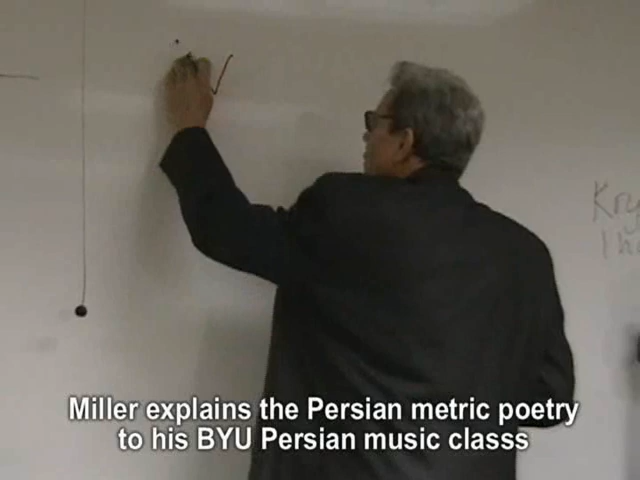 Miller explains the Persian metric poetry
to his BYU Persian music classs